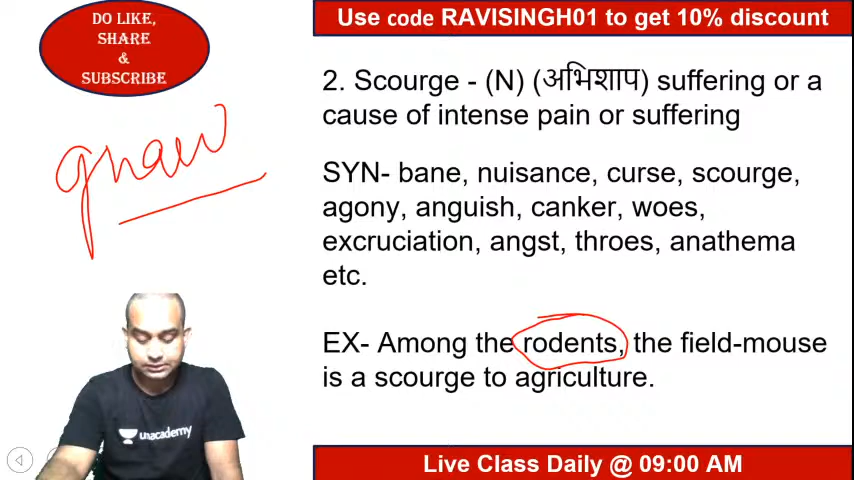 DO LIKE,
SHARE
&
SUBSCRIBE
Use code RAVISINGH01 to get 10% discount
gnaw
2. Scourge - (N) (अभिशाप) suffering or a
cause of intense pain or suffering
SYN- bane, nuisance, curse, scourge,
agony, anguish, canker, woes,
excruciation, angst, throes, anathema
etc.
EX- Among the rodents, the field-mouse
is a scourge to agriculture.
unacademy
Live Class Daily @ 09:00 AM